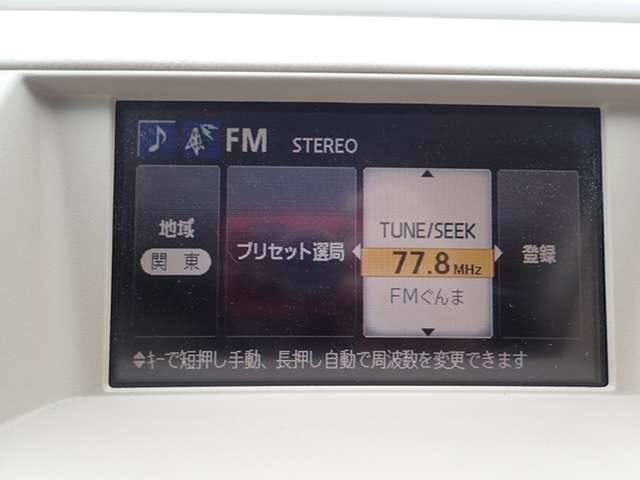 FM STEREO
地域
関東
プリセット選局
TUNE/SEEK
77.8 MHz
FMぐんま
登録
キーで短押し手動、長押し自動で周波数を変更できます